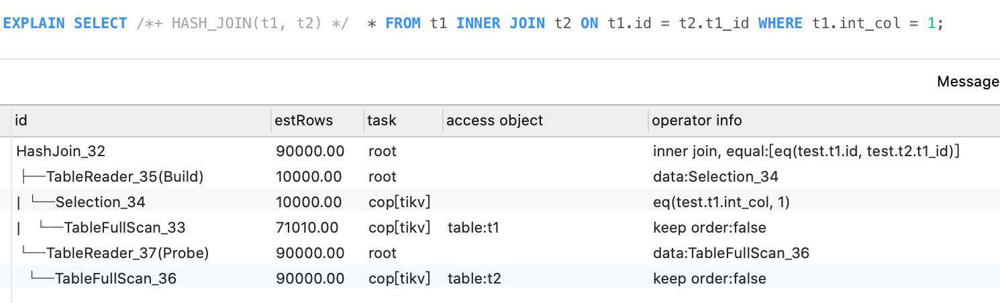 EXPLAIN SELECT /*+ HASH_JOIN(t1, t2) */  * FROM t1 INNER JOIN t2 ON t1.id = t2.t1_id WHERE t1.int_col = 1;
Message
id estRows task access object operator info
HashJoin_32 90000.00 root inner join, equal:[eq(test.t1.id, test.t2.t1_id)]
├─TableReader_35(Build) 10000.00 root data:Selection_34
| └─Selection_34 10000.00 cop[tikv] eq(test.t1.int_col, 1)
|   └─TableFullScan_33 71010.00 cop[tikv] table:t1 keep order:false
└─TableReader_37(Probe) 90000.00 root data:TableFullScan_36
  └─TableFullScan_36 90000.00 cop[tikv] table:t2 keep order:false